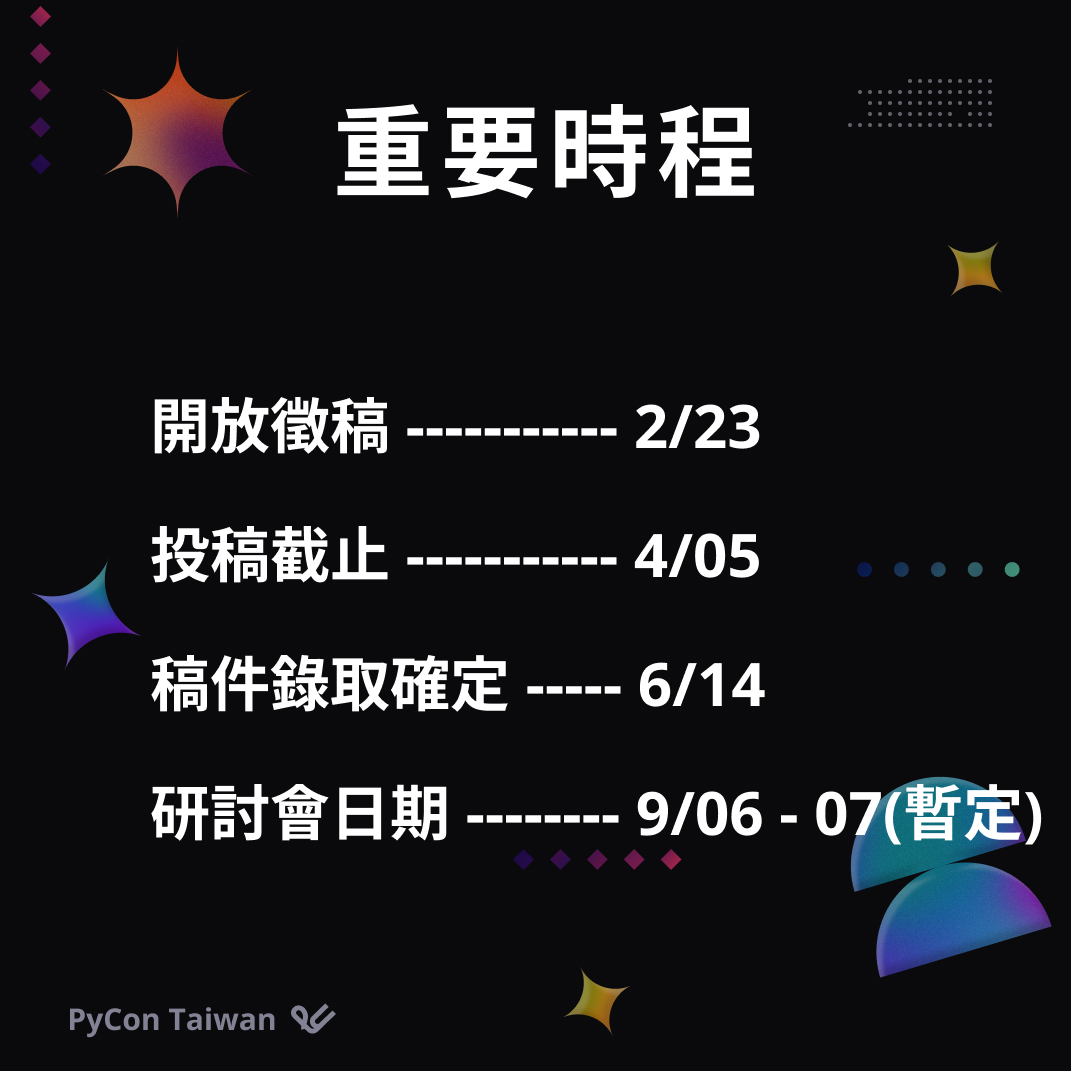 重要時程
開放徵稿 ----------- 2/23
投稿截止 ----------- 4/05
稿件錄取確定 ----- 6/14
研討會日期 -------- 9/06 - 07(暫定)
PyCon Taiwan